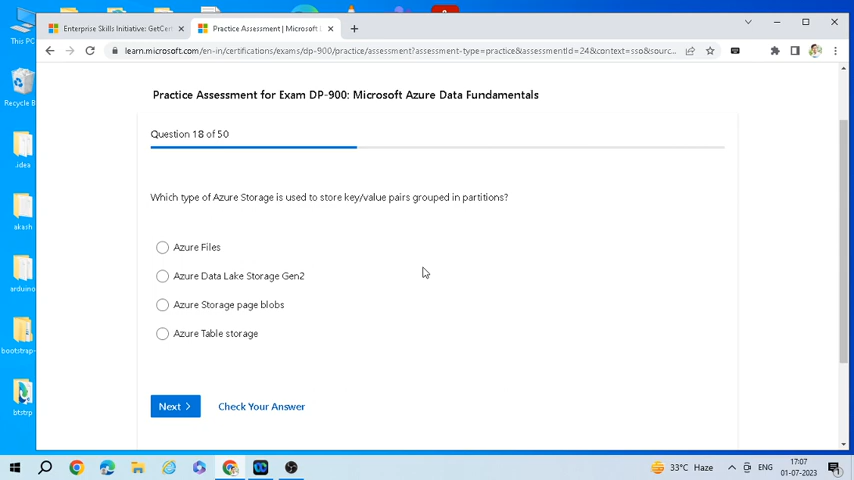 This PC
Enterprise Skills Initiative: GetCert
Practice Assessment | Microsoft
learn.microsoft.com/en-in/certifications/exams/dp-900/practice/assessment?assessment-type=practice&assessmentId=24&context=sso&sourc...
Recycle B
Practice Assessment for Exam DP-900: Microsoft Azure Data Fundamentals
Question 18 of 50
.idea
Which type of Azure Storage is used to store key/value pairs grouped in partitions?
akash
Azure Files
Azure Data Lake Storage Gen2
arduino
Azure Storage page blobs
Azure Table storage
bootstrap-
Next
Check Your Answer
btstrp
33°C Haze
ENG
17:07
01-07-2023
1